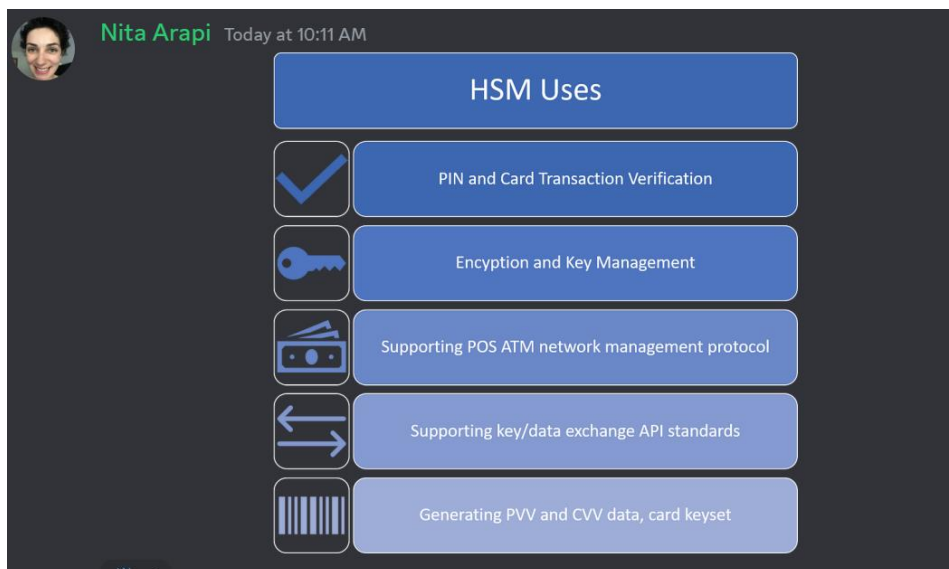 Nita Arapi Today at 10:11 AM
HSM Uses
PIN and Card Transaction Verification
Encyption and Key Management
Supporting POS ATM network management protocol
Supporting key/data exchange API standards
Generating PVV and CVV data, card keyset